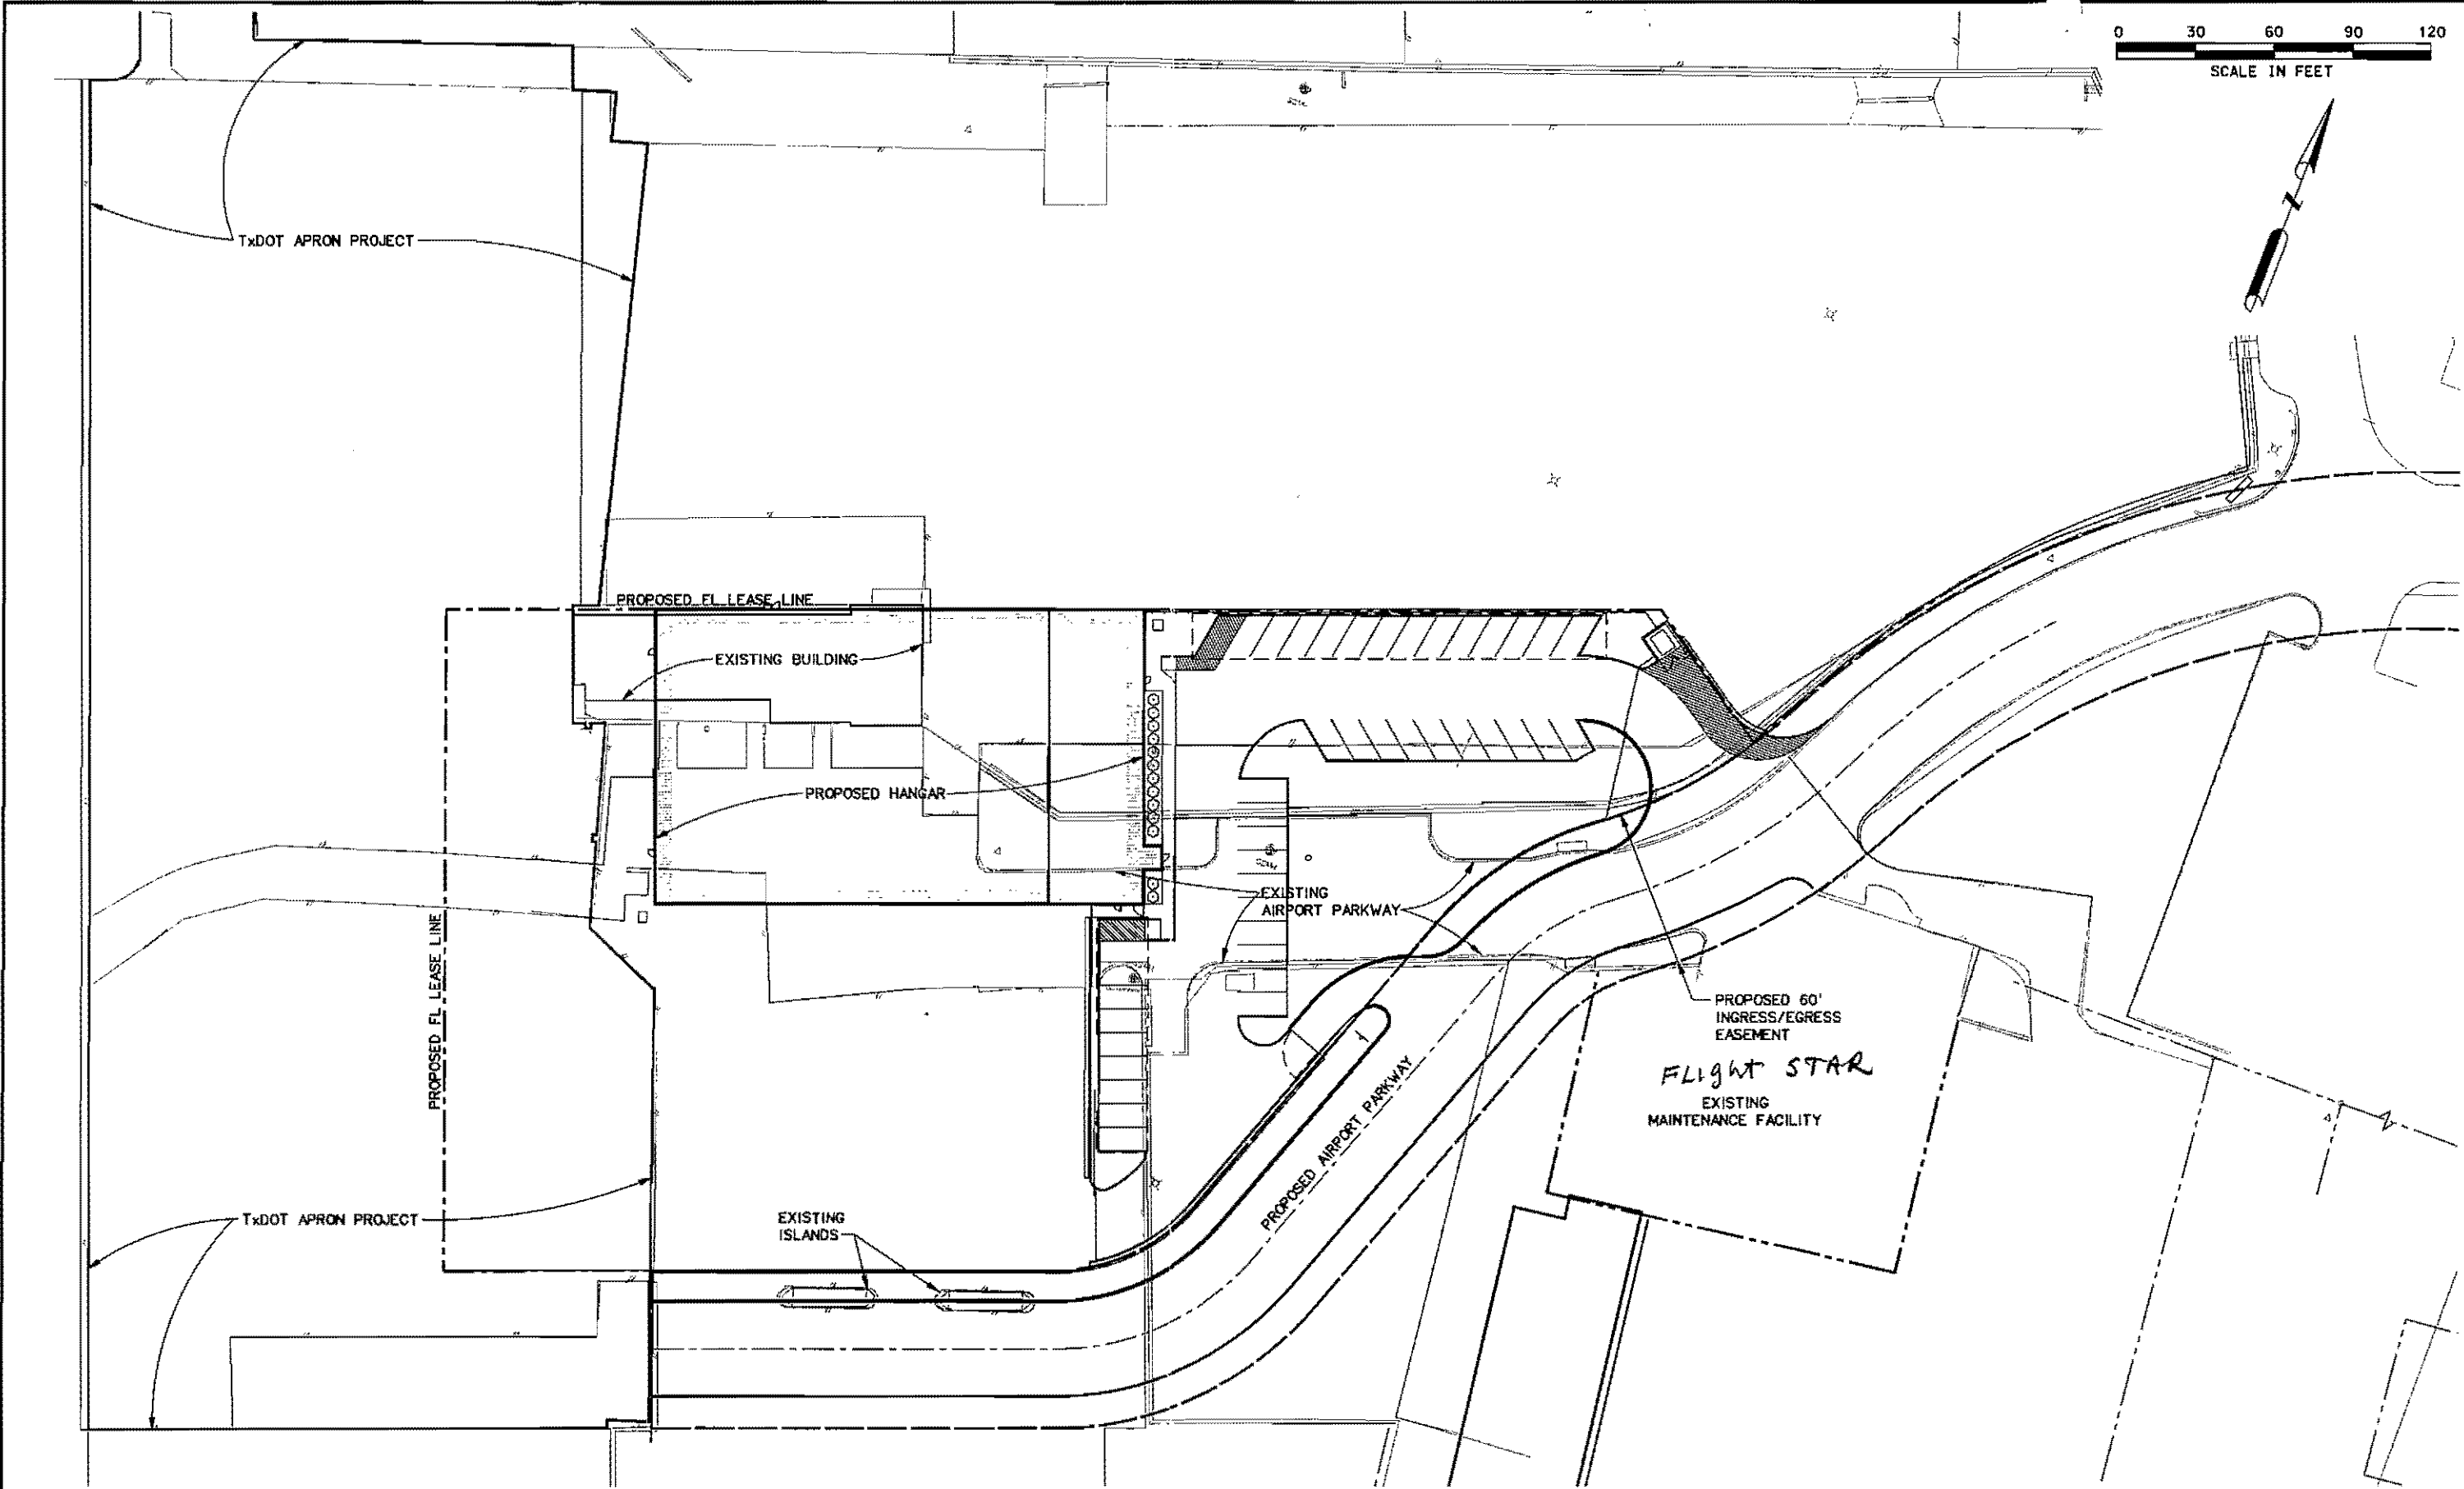 0 30 60 90 120
SCALE IN FEET
N
TxDOT APRON PROJECT
PROPOSED FL LEASE LINE
EXISTING BUILDING
PROPOSED HANGAR
EXISTING
AIRPORT PARKWAY
PROPOSED FL LEASE LINE
PROPOSED 60'
INGRESS/EGRESS
EASEMENT
FLight STAR
EXISTING
MAINTENANCE FACILITY
PROPOSED AIRPORT PARKWAY
TxDOT APRON PROJECT
EXISTING
ISLANDS